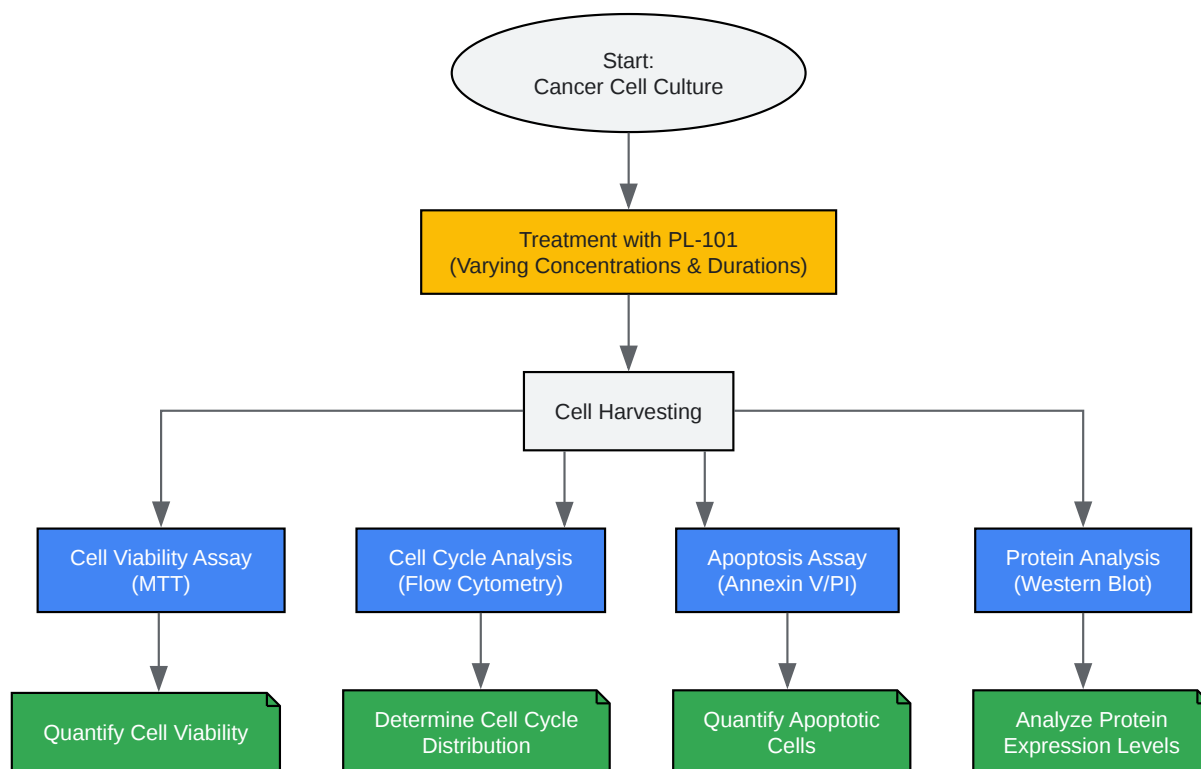 Start:
Cancer Cell Culture
Treatment with PL-101
(Varying Concentrations & Durations)
Cell Harvesting
Cell Viability Assay
(MTT)
Cell Cycle Analysis
(Flow Cytometry)
Apoptosis Assay
(Annexin V/PI)
Protein Analysis
(Western Blot)
Quantify Cell Viability
Determine Cell Cycle
Distribution
Quantify Apoptotic
Cells
Analyze Protein
Expression Levels